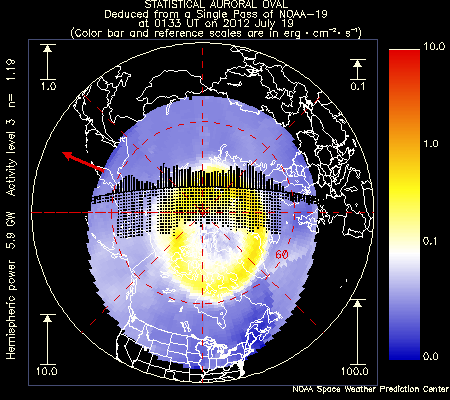 STATISTICAL AURORAL OVAL
Deduced from a Single Pass of NOAA-19
at 0133 UT on 2012 July 19
(Color bar and reference scales are in erg · cm⁻² · s⁻¹)
Hemispheric power 5.9 GW Activity level 3 n= 1.19
1.0
0.1
10.0
1.0
0.1
0.0
60
10.0
100.0
NOAA Space Weather Prediction Center